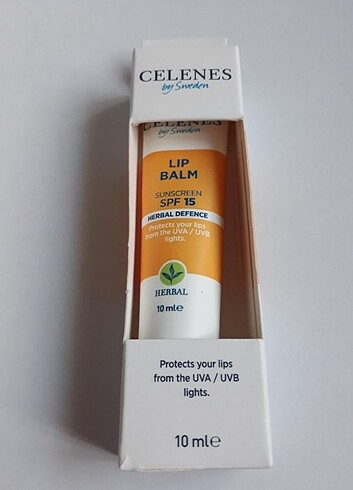 CELENES
by Sweden
CELENES
by Sweden
LIP
BALM
SUNSCREEN
SPF 15
HERBAL DEFENCE
Protects your lips
from the UVA / UVB
lights.
HERBAL
10 ml℮
Protects your lips
from the UVA / UVB
lights.
10 ml℮